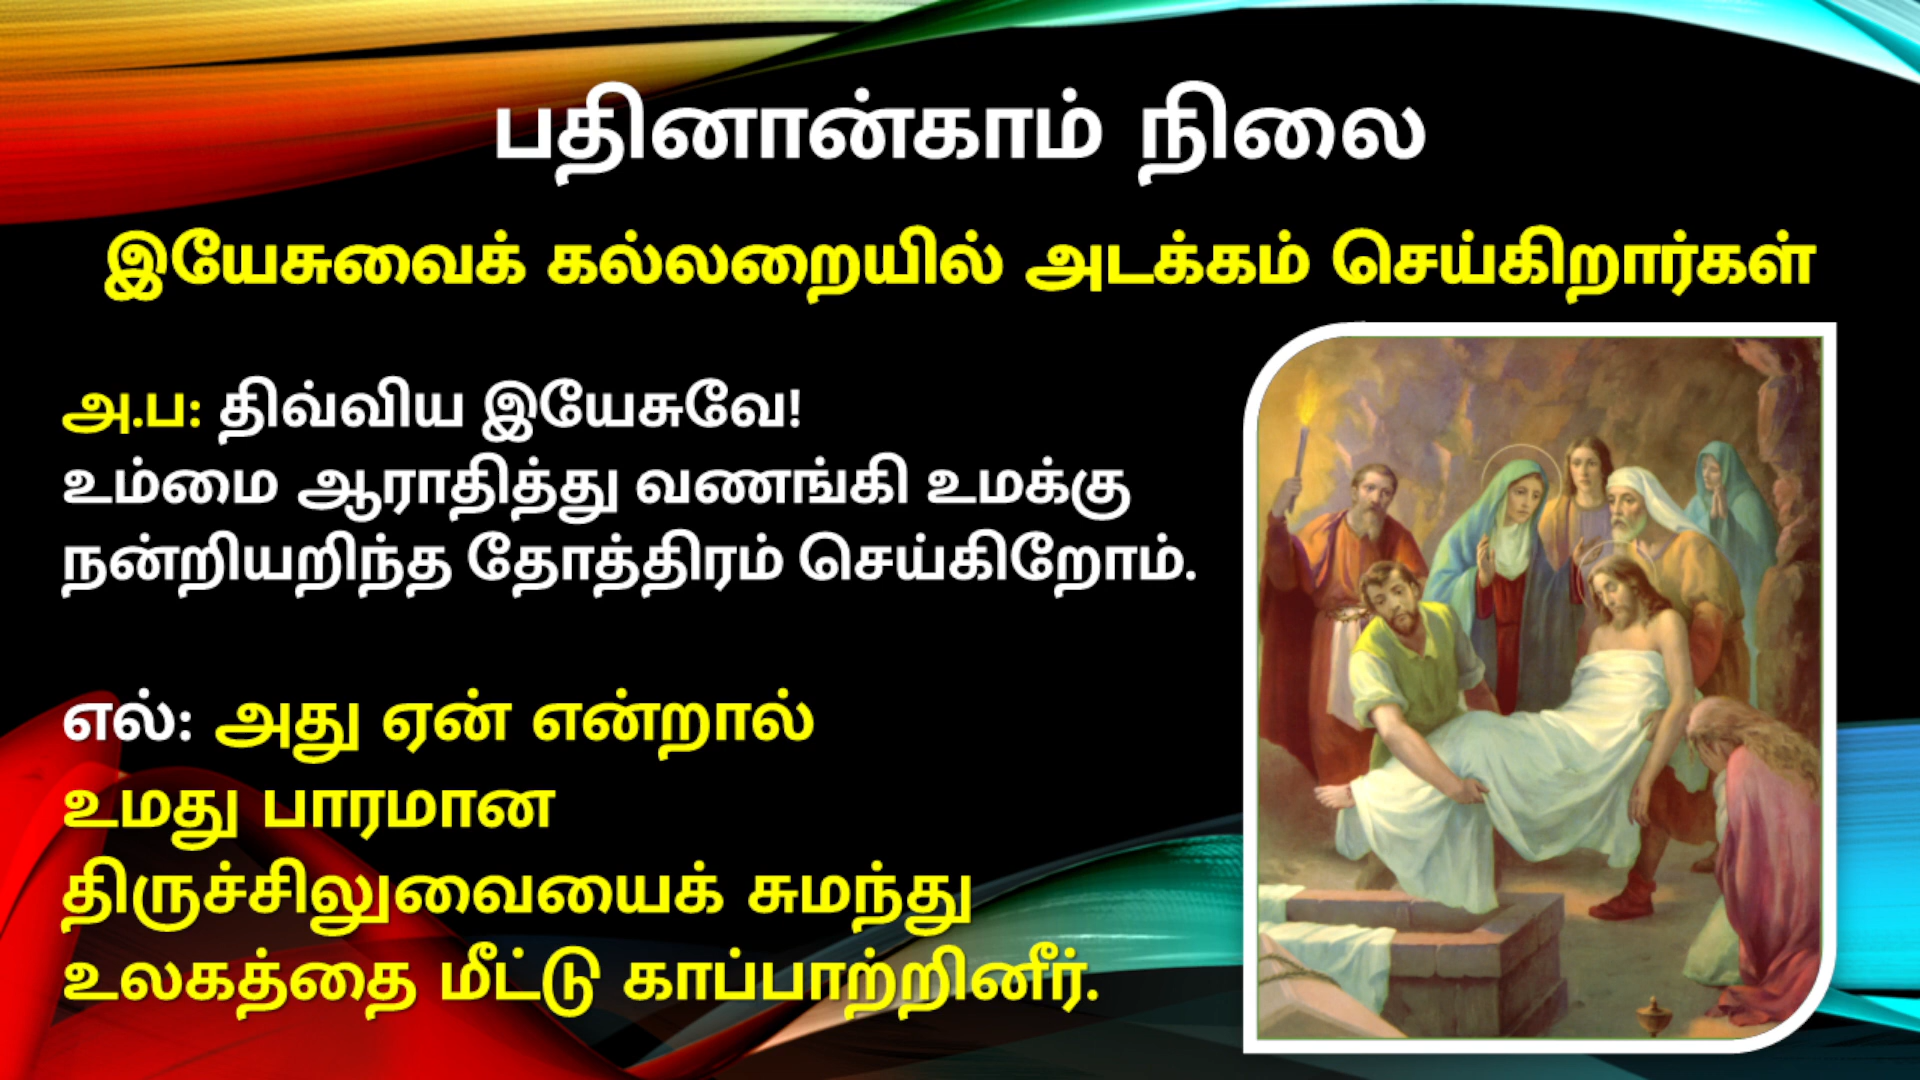 பதினான்காம் நிலை
இயேசுவைக் கல்லறையில் அடக்கம் செய்கிறார்கள்
அ.ப: திவ்விய இயேசுவே!
உம்மை ஆராதித்து வணங்கி உமக்கு
நன்றியறிந்த தோத்திரம் செய்கிறோம்.
எல்: அது ஏன் என்றால்
உமது பாரமான
திருச்சிலுவையைக் சுமந்து
உலகத்தை மீட்டு காப்பாற்றினீர்.